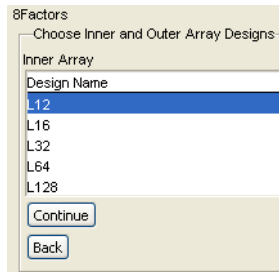 8Factors
Choose Inner and Outer Array Designs
Inner Array
Design Name
L12
L16
L32
L64
L128
Continue
Back